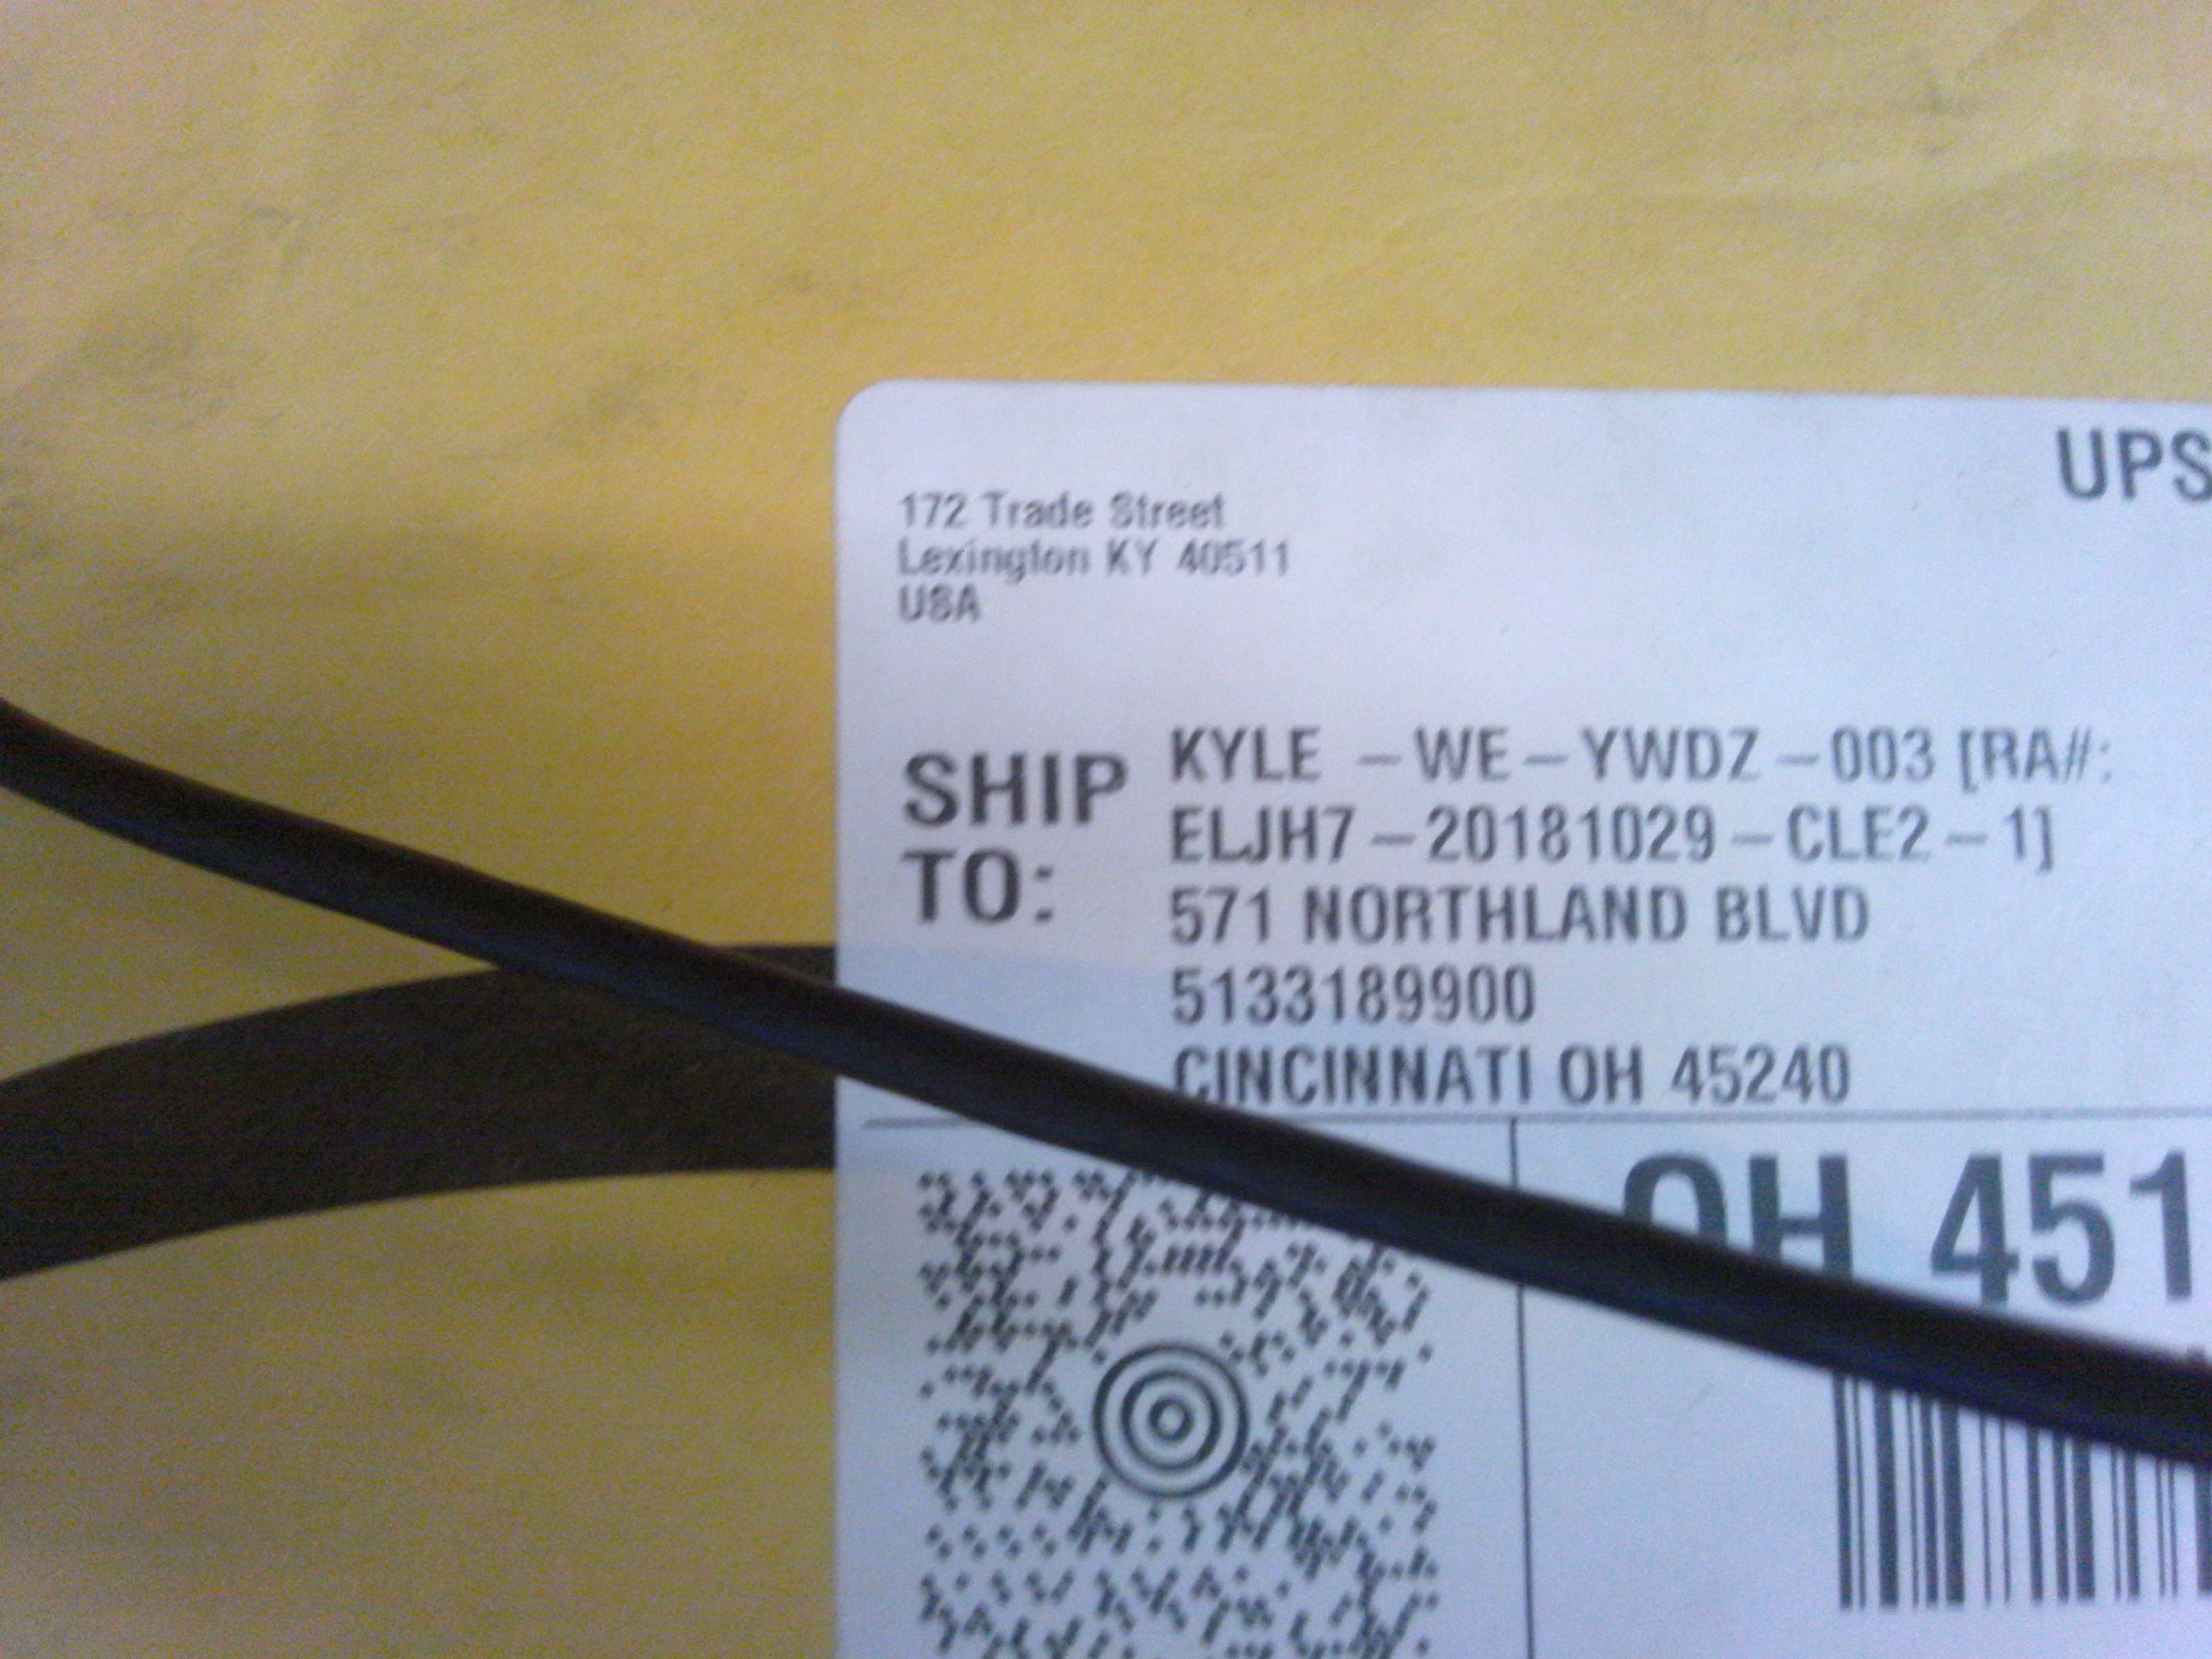 UPS
172 Trade Street
Lexington KY 40511
USA
SHIP TO:
KYLE -WE-YWDZ-003 [RA#:
ELJH7-20181029-CLE2-1]
571 NORTHLAND BLVD
5133189900
CINCINNATI OH 45240
OH 451